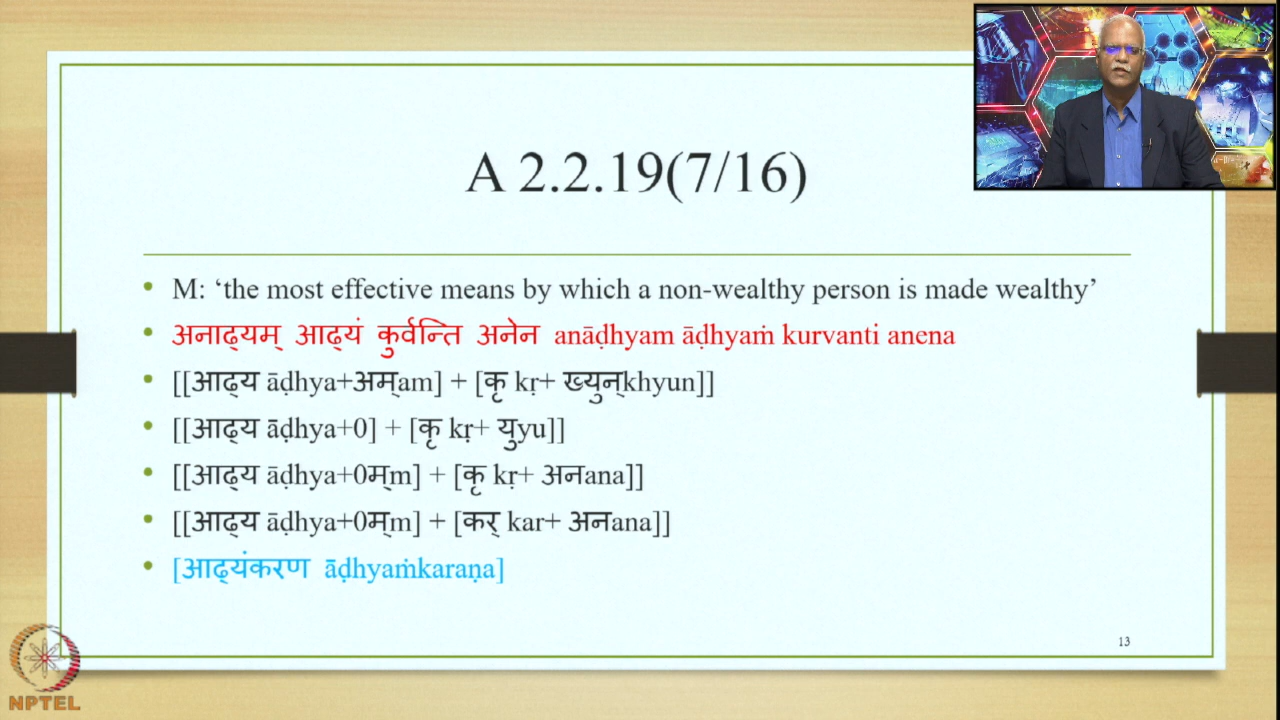 A 2.2.19(7/16)
• M: ‘the most effective means by which a non-wealthy person is made wealthy’
• अनाढ्यम् आढ्यं कुर्वन्ति अनेन anāḍhyam āḍhyaṁ kurvanti anena
• [[आढ्य āḍhya+अम्am] + [कृ kṛ+ ख्युन्khyun]]
• [[आढ्य āḍhya+0] + [कृ kṛ+ युyu]]
• [[आढ्य āḍhya+0म्m] + [कृ kṛ+ अनana]]
• [[आढ्य āḍhya+0म्m] + [कर् kar+ अनana]]
• [आढ्यंकरण āḍhyaṁkaraṇa]
13
NPTEL